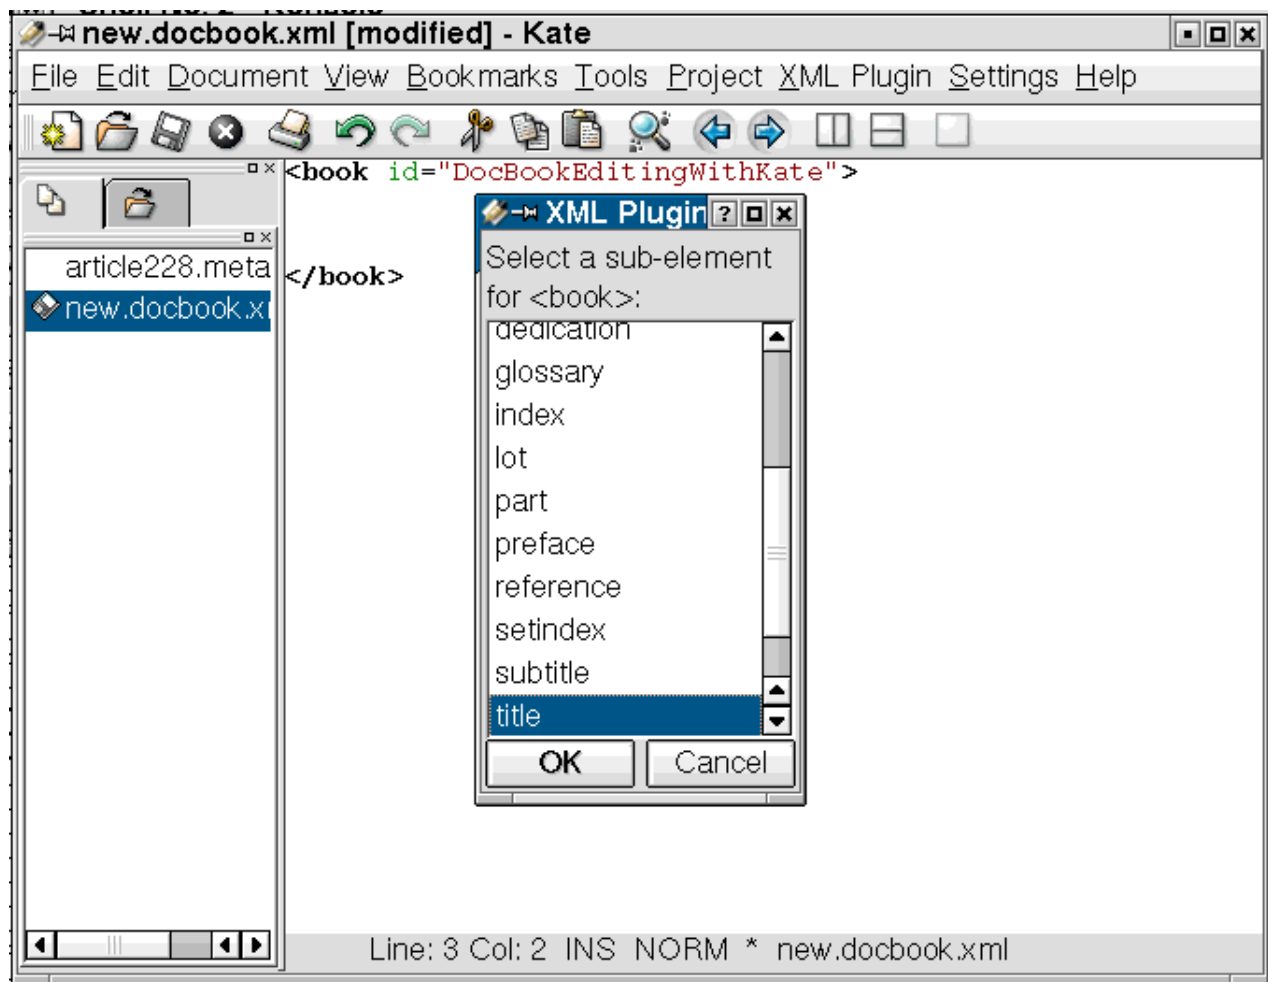 new.docbook.xml [modified] - Kate
File Edit Document View Bookmarks Tools Project XML Plugin Settings Help
article228.meta
new.docbook.x
<book id="DocBookEditingWithKate">
</book>
XML Plugin
Select a sub-element
for <book>:
dedication
glossary
index
lot
part
preface
reference
setindex
subtitle
title
OK Cancel
Line: 3 Col: 2 INS NORM * new.docbook.xml